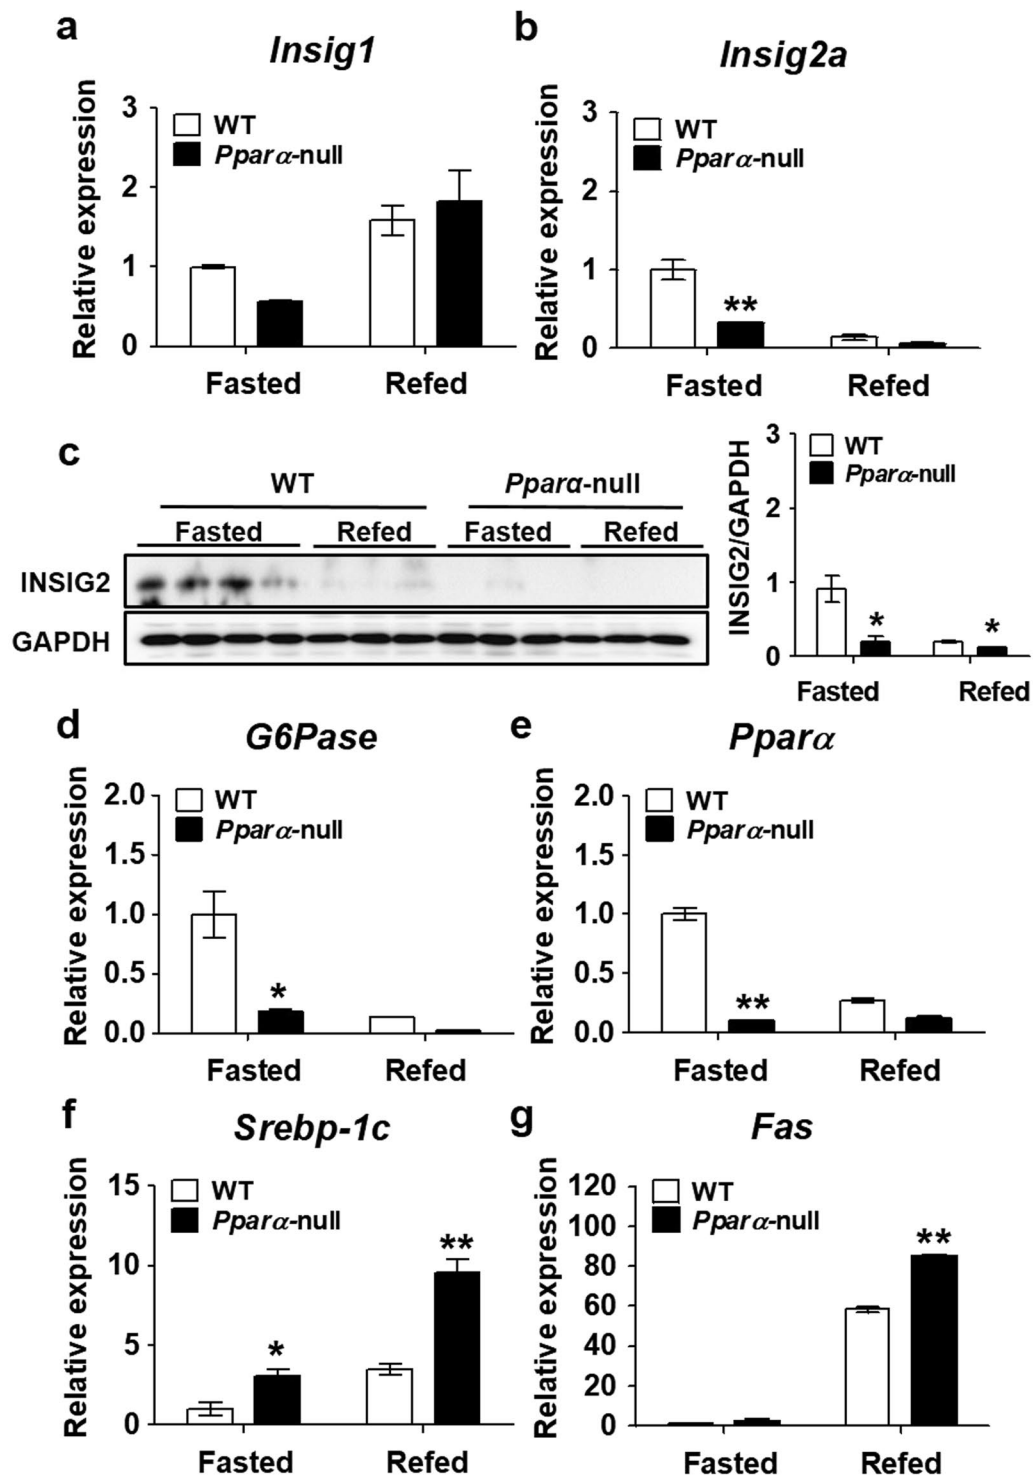 a
Insig1
Relative expression
3
2
1
0
WT
Pparα-null
Fasted Refed
b
Insig2a
Relative expression
3
2
1
0
WT
Pparα-null
**
Fasted Refed
c
WT Pparα-null
Fasted Refed Fasted Refed
INSIG2
GAPDH
INSIG2/GAPDH
3
2
1
0
WT
Pparα-null
* *
Fasted Refed
d
G6Pase
Relative expression
2.0
1.5
1.0
0.5
0.0
WT
Pparα-null
*
Fasted Refed
e
Pparα
Relative expression
2.0
1.5
1.0
0.5
0.0
WT
Pparα-null
**
Fasted Refed
f
Srebp-1c
Relative expression
15
10
5
0
WT
Pparα-null
* **
Fasted Refed
g
Fas
Relative expression
120
100
80
60
40
20
0
WT
Pparα-null
**
Fasted Refed